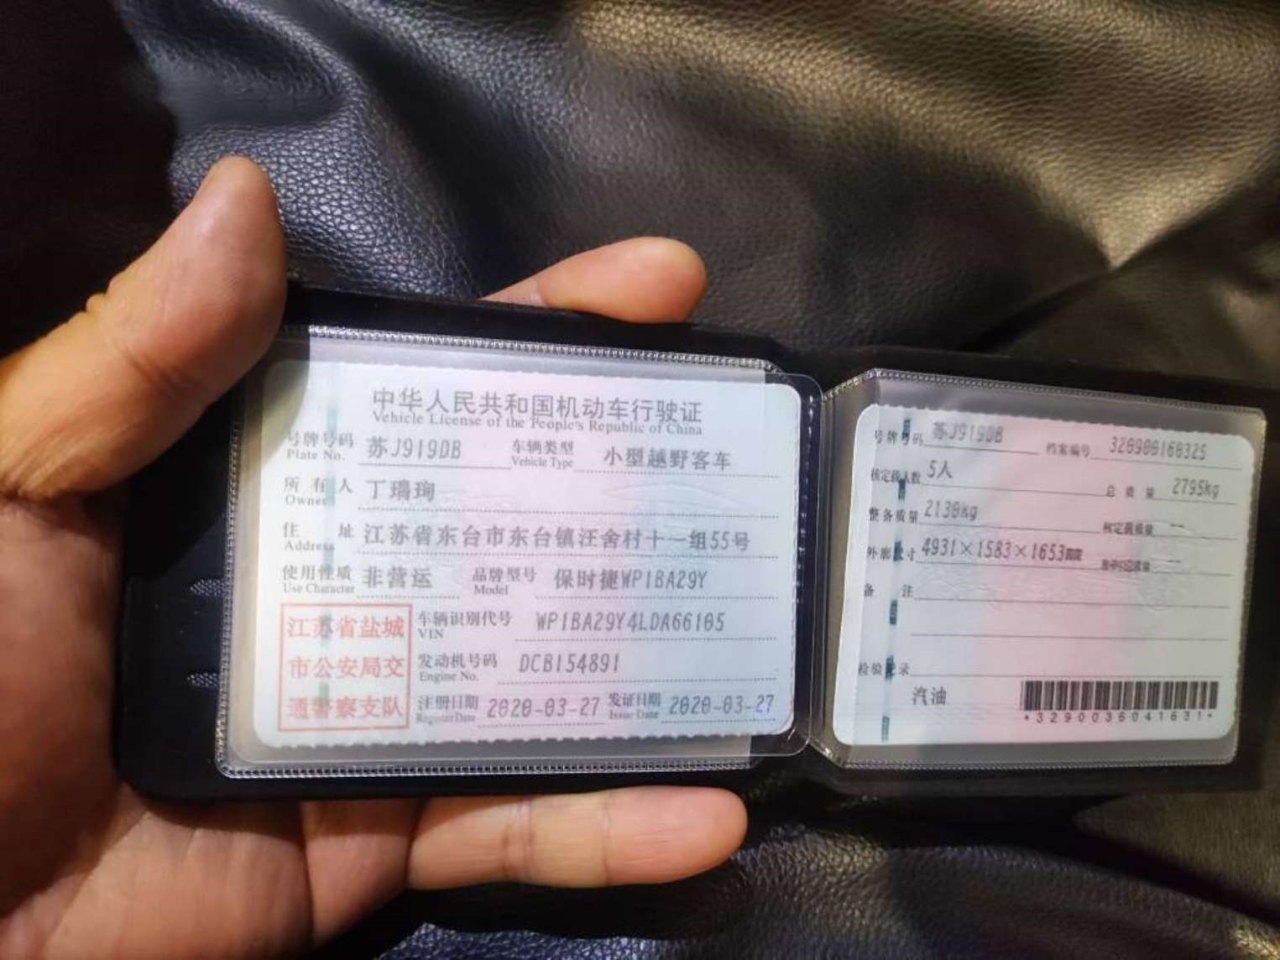 中华人民共和国机动车行驶证
Vehicle License of the People's Republic of China
号牌号码 苏J919DB 车辆类型 小型越野客车
Plate No. Vehicle Type
所有人 丁瑞珣
Owner
住址 江苏省东台市东台镇汪舍村十一组55号
Address
使用性质 非营运 品牌型号 保时捷WP1BA29Y
Use Character Model
江苏省盐城
市公安局交
通警察支队
车辆识别代号 WP1BA29Y4LDA66105
VIN
发动机号码 DCB154891
Engine No.
注册日期 2020-03-27 发证日期 2020-03-27
Register Date Issue Date
号牌号码 苏J919DB 档案编号 320900160325
核定载人数 5人 总质量 2795kg
整备质量 2130kg 核定载质量 --
外廓尺寸 4931×1583×1653mm --
备注
检验记录
汽油
*3290036041631*